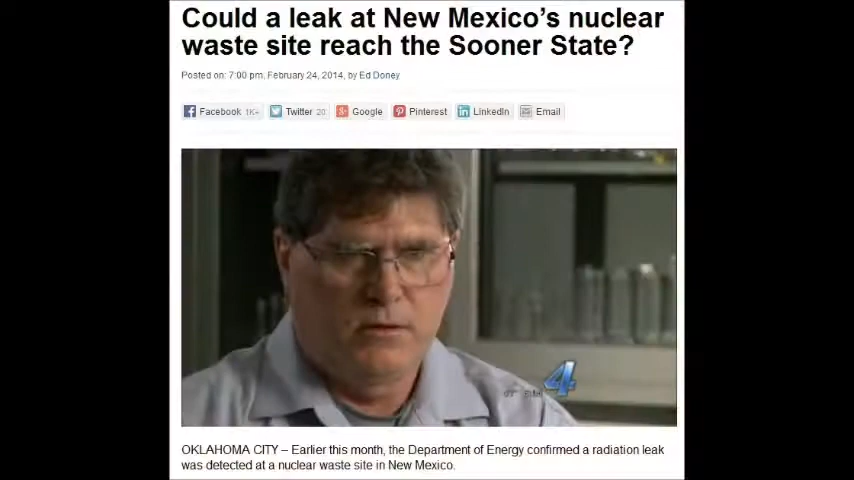 Could a leak at New Mexico's nuclear
waste site reach the Sooner State?
Posted on: 7:00 pm, February 24, 2014, by Ed Doney
Facebook 1K+ Twitter 20 Google Pinterest LinkedIn Email
4
OKLAHOMA CITY – Earlier this month, the Department of Energy confirmed a radiation leak
was detected at a nuclear waste site in New Mexico.